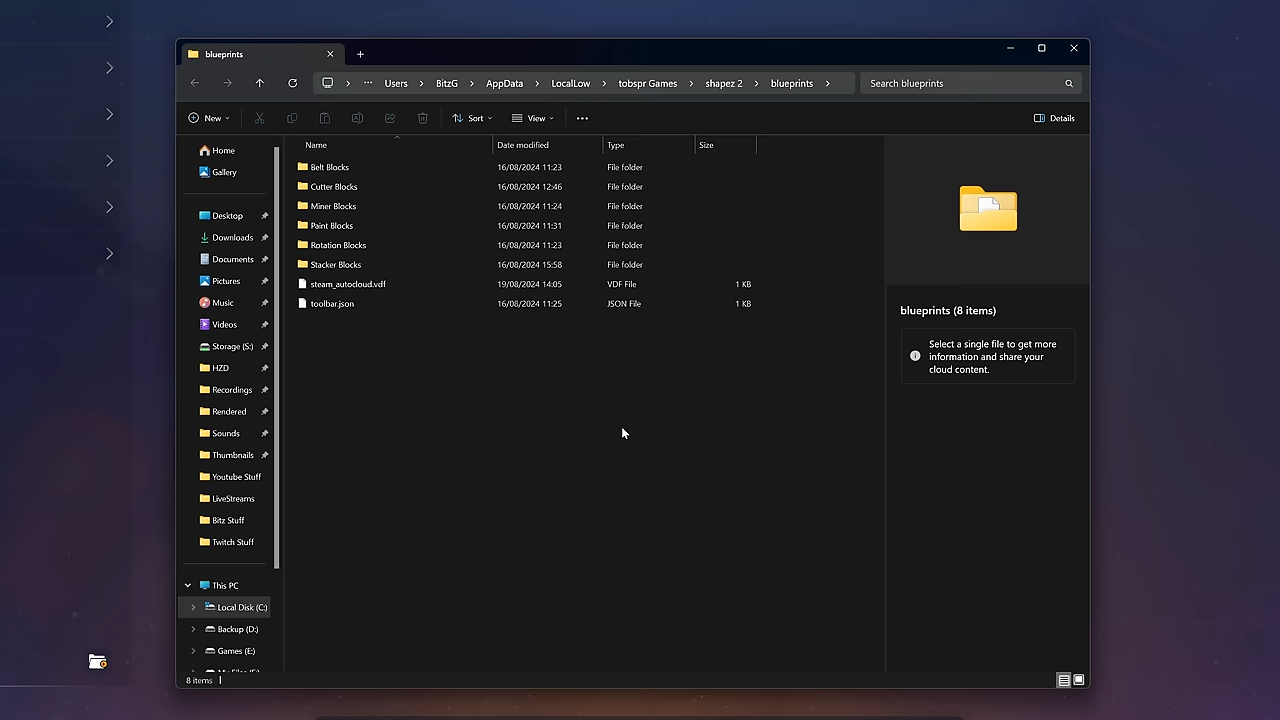 blueprints
Users BitzG AppData LocalLow tobspr Games shapez 2 blueprints
Search blueprints
New Sort View Details
Home
Gallery
Desktop
Downloads
Documents
Pictures
Music
Videos
Storage (S:)
HZD
Recordings
Rendered
Sounds
Thumbnails
Youtube Stuff
LiveStreams
Bitz Stuff
Twitch Stuff
This PC
Local Disk (C:)
Backup (D:)
Games (E:)
Name Date modified Type Size
Belt Blocks 16/08/2024 11:23 File folder
Cutter Blocks 16/08/2024 12:46 File folder
Miner Blocks 16/08/2024 11:24 File folder
Paint Blocks 16/08/2024 11:31 File folder
Rotation Blocks 16/08/2024 11:23 File folder
Stacker Blocks 16/08/2024 15:58 File folder
steam_autocloud.vdf 19/08/2024 14:05 VDF File 1 KB
toolbar.json 16/08/2024 11:25 JSON File 1 KB
blueprints (8 items)
Select a single file to get more
information and share your
cloud content.
8 items